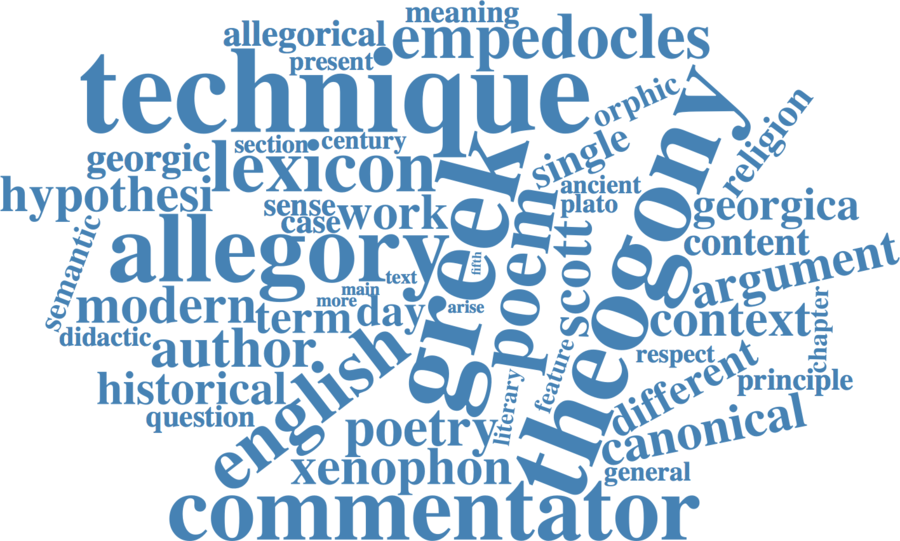 meaning
allegorical
empedocles
present
technique
orphic
religion
section
century
georgic
lexicon
single
greek
theogony
hypothesi
ancient
plato
sense
case
work
georgica
poem
scott
content
semantic
allegory
fifth
argument
text
main
more
modern
term
day
arise
context
chapter
didactic
author
english
feature
respect
different
principle
historical
literary
question
poetry
canonical
xenophon
general
commentator